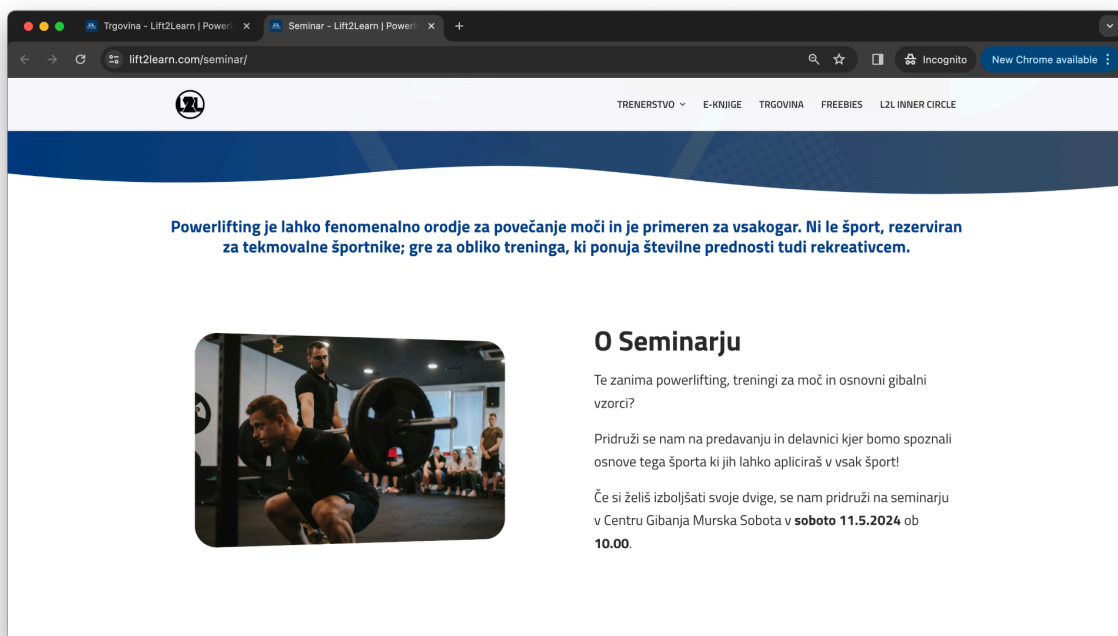 Trgovina - Lift2Learn | Power
Seminar - Lift2Learn | Powerli
lift2learn.com/seminar/
Incognito
New Chrome available
L2L
TRENERSTVO
E-KNJIGE
TRGOVINA
FREEBIES
L2L INNER CIRCLE
Powerlifting je lahko fenomenalno orodje za povečanje moči in je primeren za vsakogar. Ni le šport, rezerviran
za tekmovalne športnike; gre za obliko treninga, ki ponuja številne prednosti tudi rekreativcem.
O Seminarju
Te zanima powerlifting, treningi za moč in osnovni gibalni
vzorci?
Pridruži se nam na predavanju in delavnici kjer bomo spoznali
osnove tega športa ki jih lahko apliciraš v vsak šport!
Če si želiš izboljšati svoje dvige, se nam pridruži na seminarju
v Centru Gibanja Murska Sobota v soboto 11.5.2024 ob
10.00.